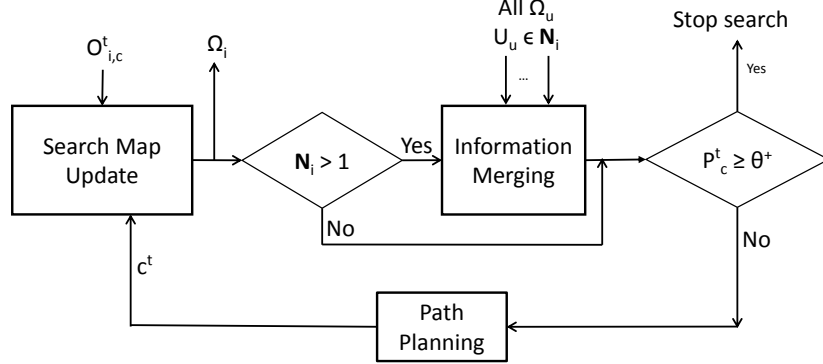 All Ω_u
U_u ϵ N_i
Stop search
O^t_{i,c}
Ω_i
...
Yes
Search Map
Update
N_i > 1
Yes
Information
Merging
P^t_c ≥ θ^+
No
No
c^t
Path
Planning